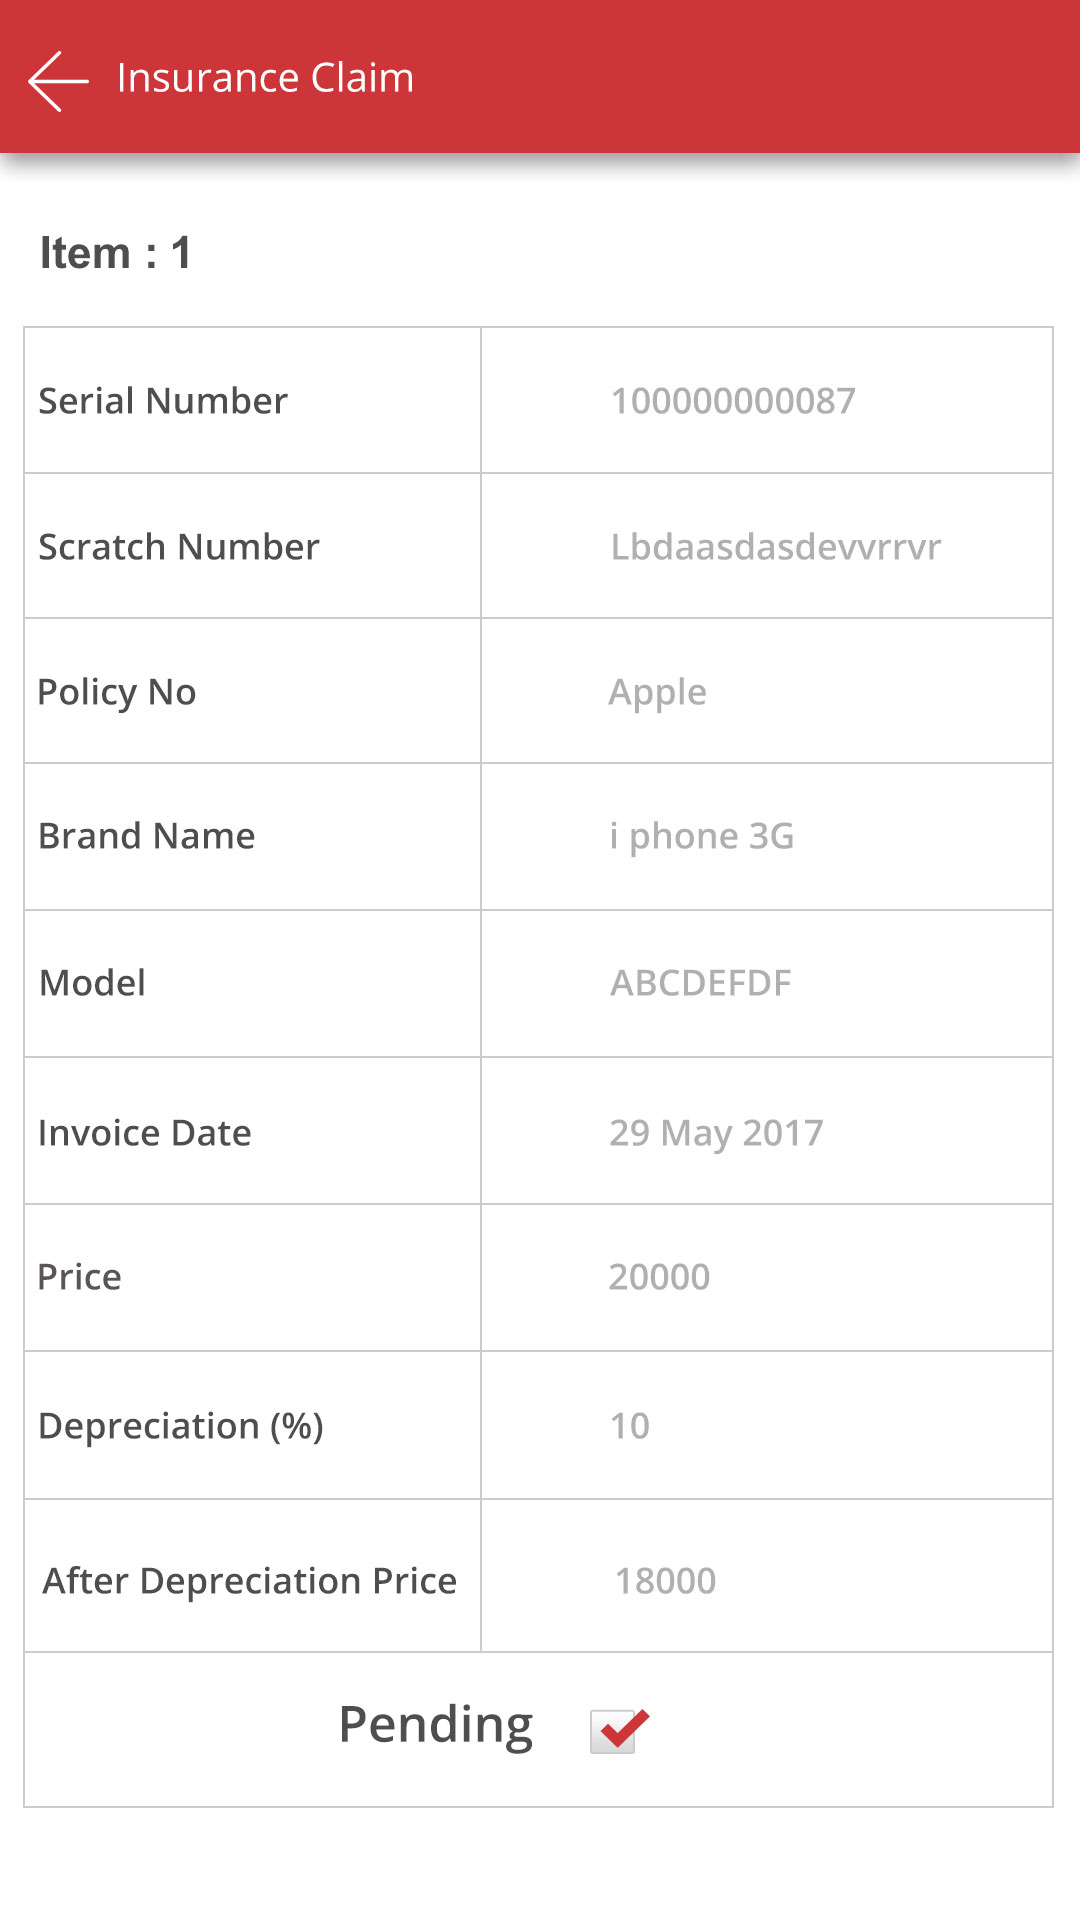 Insurance Claim
Item : 1
Serial Number 100000000087
Scratch Number Lbdaasdasdevvrrvr
Policy No Apple
Brand Name i phone 3G
Model ABCDEFDF
Invoice Date 29 May 2017
Price 20000
Depreciation (%) 10
After Depreciation Price 18000
Pending